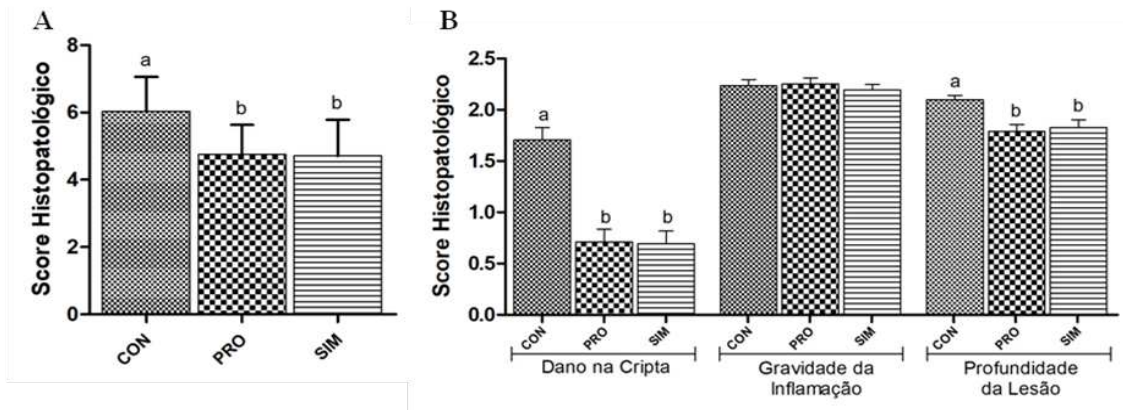 A
Score Histopatológico
8
6
4
2
0
a
b
b
CON
PRO
SIM
B
Score Histopatológico
2.5
2.0
1.5
1.0
0.5
0.0
a
b
b
a
b
b
CON
PRO
SIM
CON
PRO
SIM
CON
PRO
SIM
Dano na Cripta
Gravidade da
Inflamação
Profundidade
da Lesão